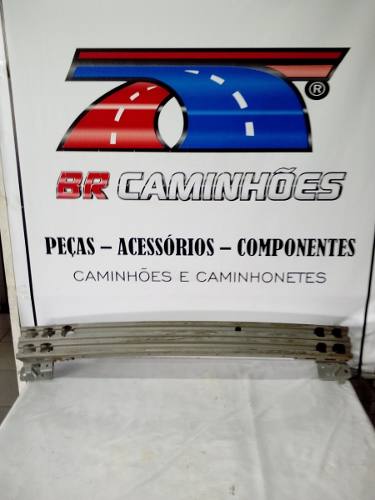 ®
BR CAMINHÕES
PEÇAS – ACESSÓRIOS – COMPONENTES
CAMINHÕES E CAMINHONETES